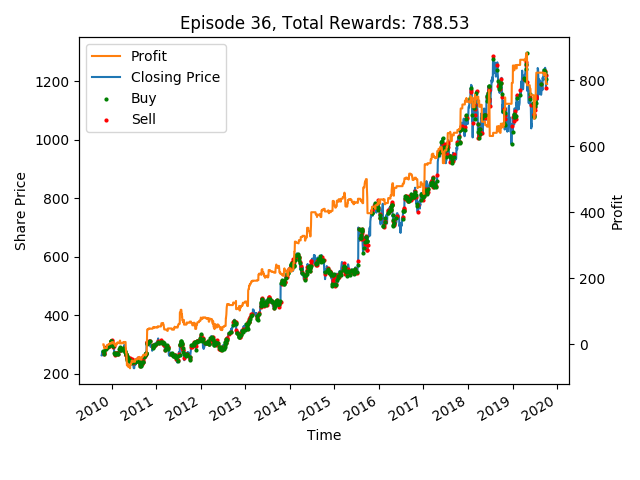 Episode 36, Total Rewards: 788.53
Profit
Closing Price
Buy
Sell
1200
1000
800
600
400
200
Share Price
800
600
400
200
0
Profit
2010
2011
2012
2013
2014
2015
2016
2017
2018
2019
2020
Time